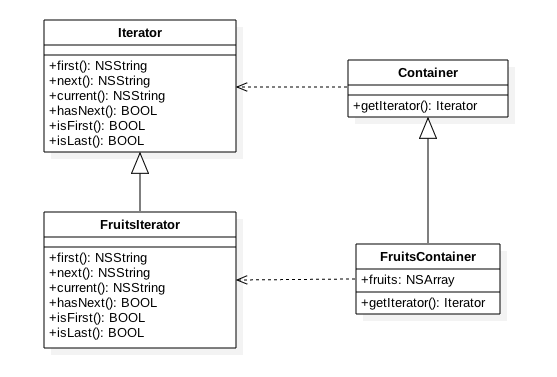 Iterator
+first(): NSString
+next(): NSString
+current(): NSString
+hasNext(): BOOL
+isFirst(): BOOL
+isLast(): BOOL
Container
+getIterator(): Iterator
FruitsIterator
+first(): NSString
+next(): NSString
+current(): NSString
+hasNext(): BOOL
+isFirst(): BOOL
+isLast(): BOOL
FruitsContainer
+fruits: NSArray
+getIterator(): Iterator